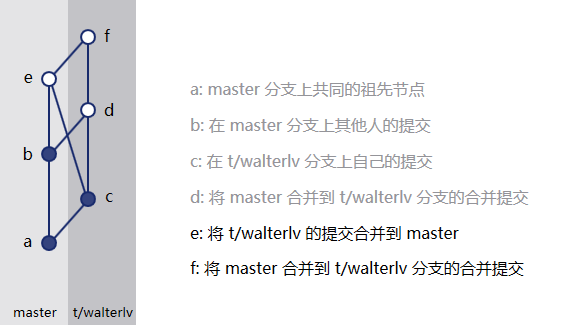 f
e
d
b
c
a
master
t/walterlv
a: master 分支上共同的祖先节点
b: 在 master 分支上其他人的提交
c: 在 t/walterlv 分支上自己的提交
d: 将 master 合并到 t/walterlv 分支的合并提交
e: 将 t/walterlv 的提交合并到 master
f: 将 master 合并到 t/walterlv 分支的合并提交